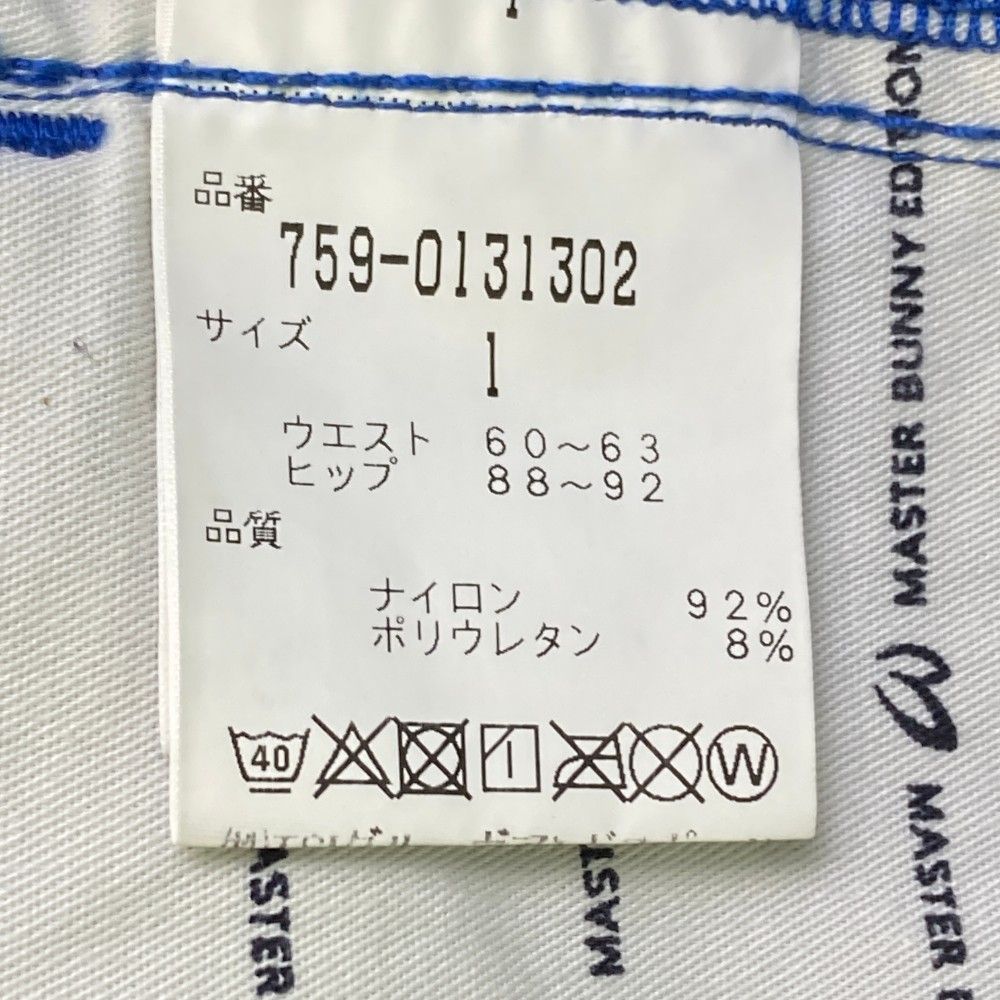 品番
759-0131302
サイズ
1
ウエスト 60～63
ヒップ 88～92
品質
ナイロン 92%
ポリウレタン 8%
40
W
MASTER BUNNY EDITION
MASTER
ASTER
MAST